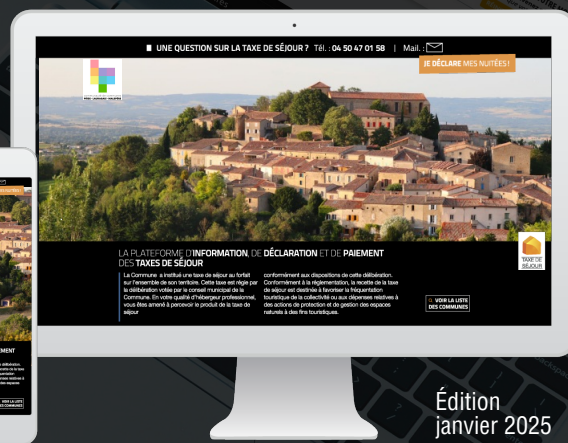 UNE QUESTION SUR LA TAXE DE SÉJOUR ? Tél. : 04 50 47 01 58 | Mail. :
JE DÉCLARE MES NUITÉES !
LA PLATEFORME D'INFORMATION, DE DÉCLARATION ET DE PAIEMENT
DES TAXES DE SÉJOUR
La Commune a institué une taxe de séjour au forfait
sur l'ensemble de son territoire. Cette taxe est régie par
la délibération votée par le conseil municipal de la
Commune. En votre qualité d'hébergeur professionnel,
vous êtes amené à percevoir le produit de la taxe de
séjour
conformément aux dispositions de cette délibération.
Conformément à la réglementation, la recette de la taxe
de séjour est destinée à favoriser la fréquentation
touristique de la collectivité ou aux dépenses relatives à
des actions de protection et de gestion des espaces
naturels à des fins touristiques.
TAXE DE
SÉJOUR
VOIR LA LISTE
DES COMMUNES
VOIR LA LISTE
DES COMMUNES
Édition
janvier 2025